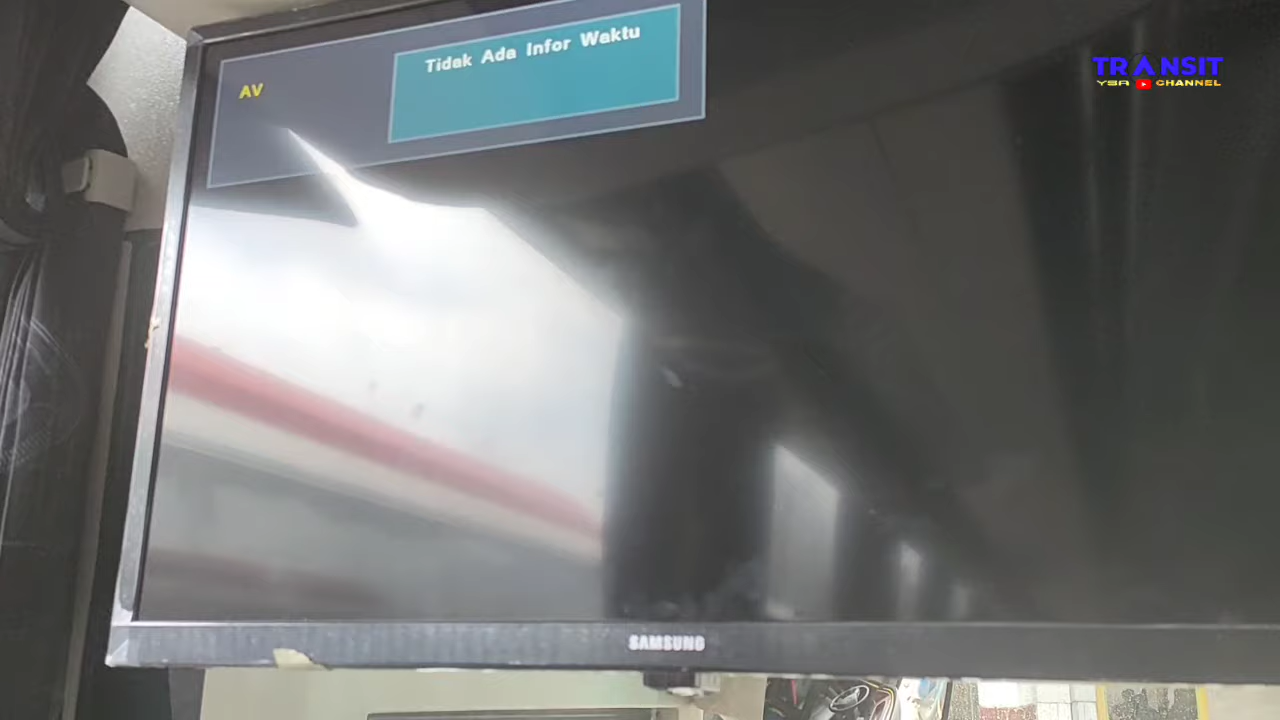 Tidak Ada Infor Waktu
AV
TRANSIT
YSR CHANNEL
SAMSUNG